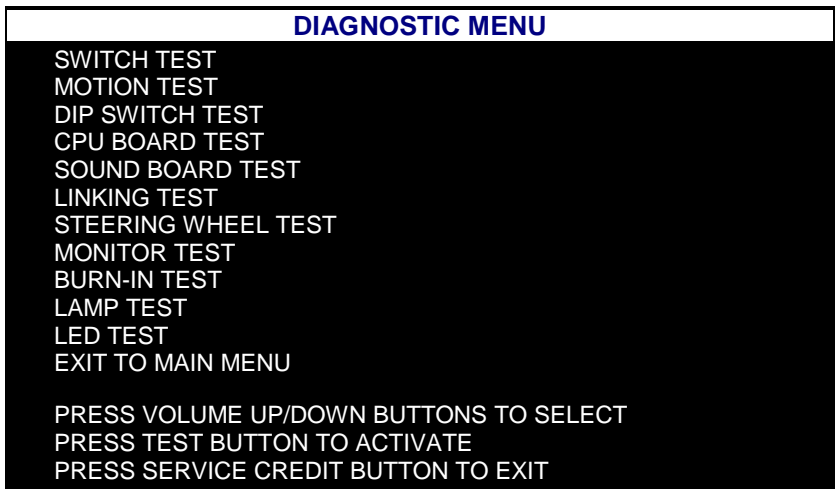 DIAGNOSTIC MENU
SWITCH TEST
MOTION TEST
DIP SWITCH TEST
CPU BOARD TEST
SOUND BOARD TEST
LINKING TEST
STEERING WHEEL TEST
MONITOR TEST
BURN-IN TEST
LAMP TEST
LED TEST
EXIT TO MAIN MENU
PRESS VOLUME UP/DOWN BUTTONS TO SELECT
PRESS TEST BUTTON TO ACTIVATE
PRESS SERVICE CREDIT BUTTON TO EXIT